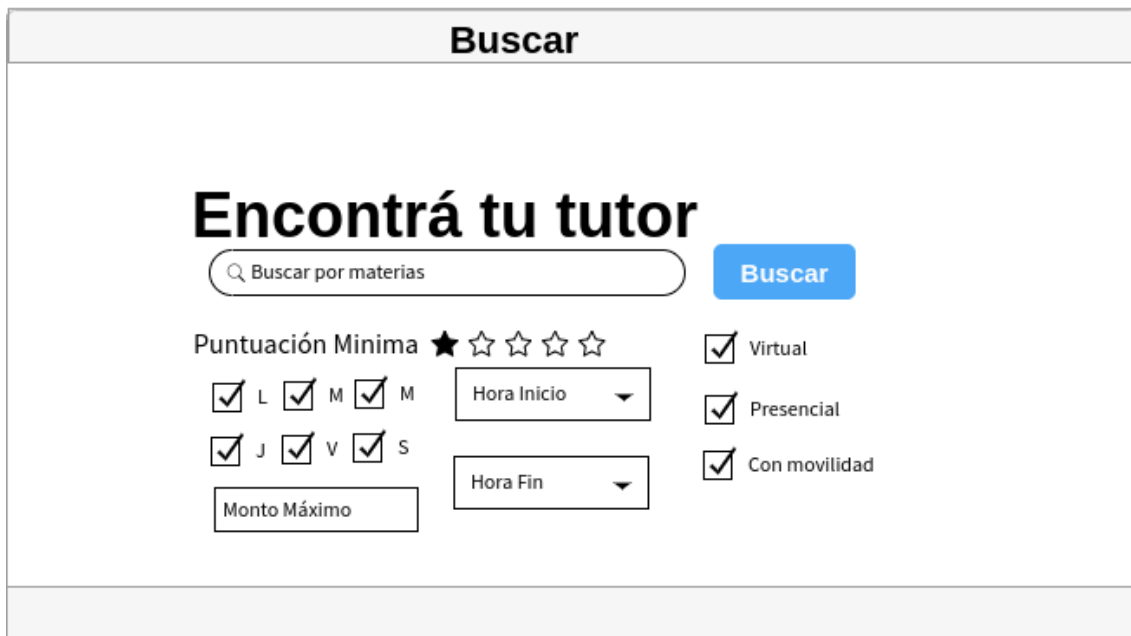 Buscar
Encontrá tu tutor
Buscar por materias
Buscar
Puntuación Minima
Virtual
L M M
Hora Inicio
Presencial
J V S
Con movilidad
Hora Fin
Monto Máximo